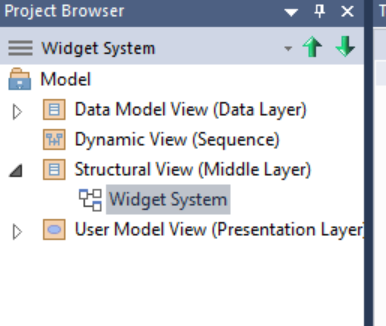 Project Browser
Widget System
Model
Data Model View (Data Layer)
Dynamic View (Sequence)
Structural View (Middle Layer)
Widget System
User Model View (Presentation Layer